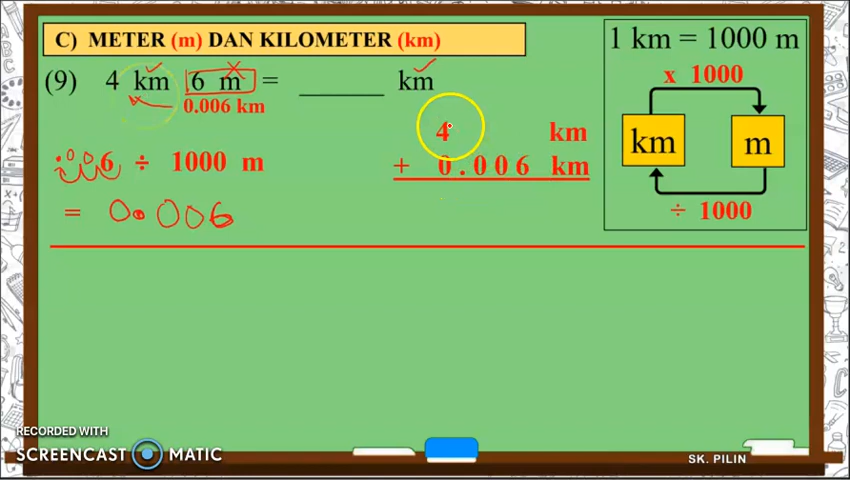 C) METER (m) DAN KILOMETER (km)
(9) 4 km 6 m = ______ km
0.006 km
6 ÷ 1000 m
= 0.006
4 km
+ 0.006 km
1 km = 1000 m
x 1000
km m
÷ 1000
RECORDED WITH
SCREENCAST MATIC
SK. PILIN